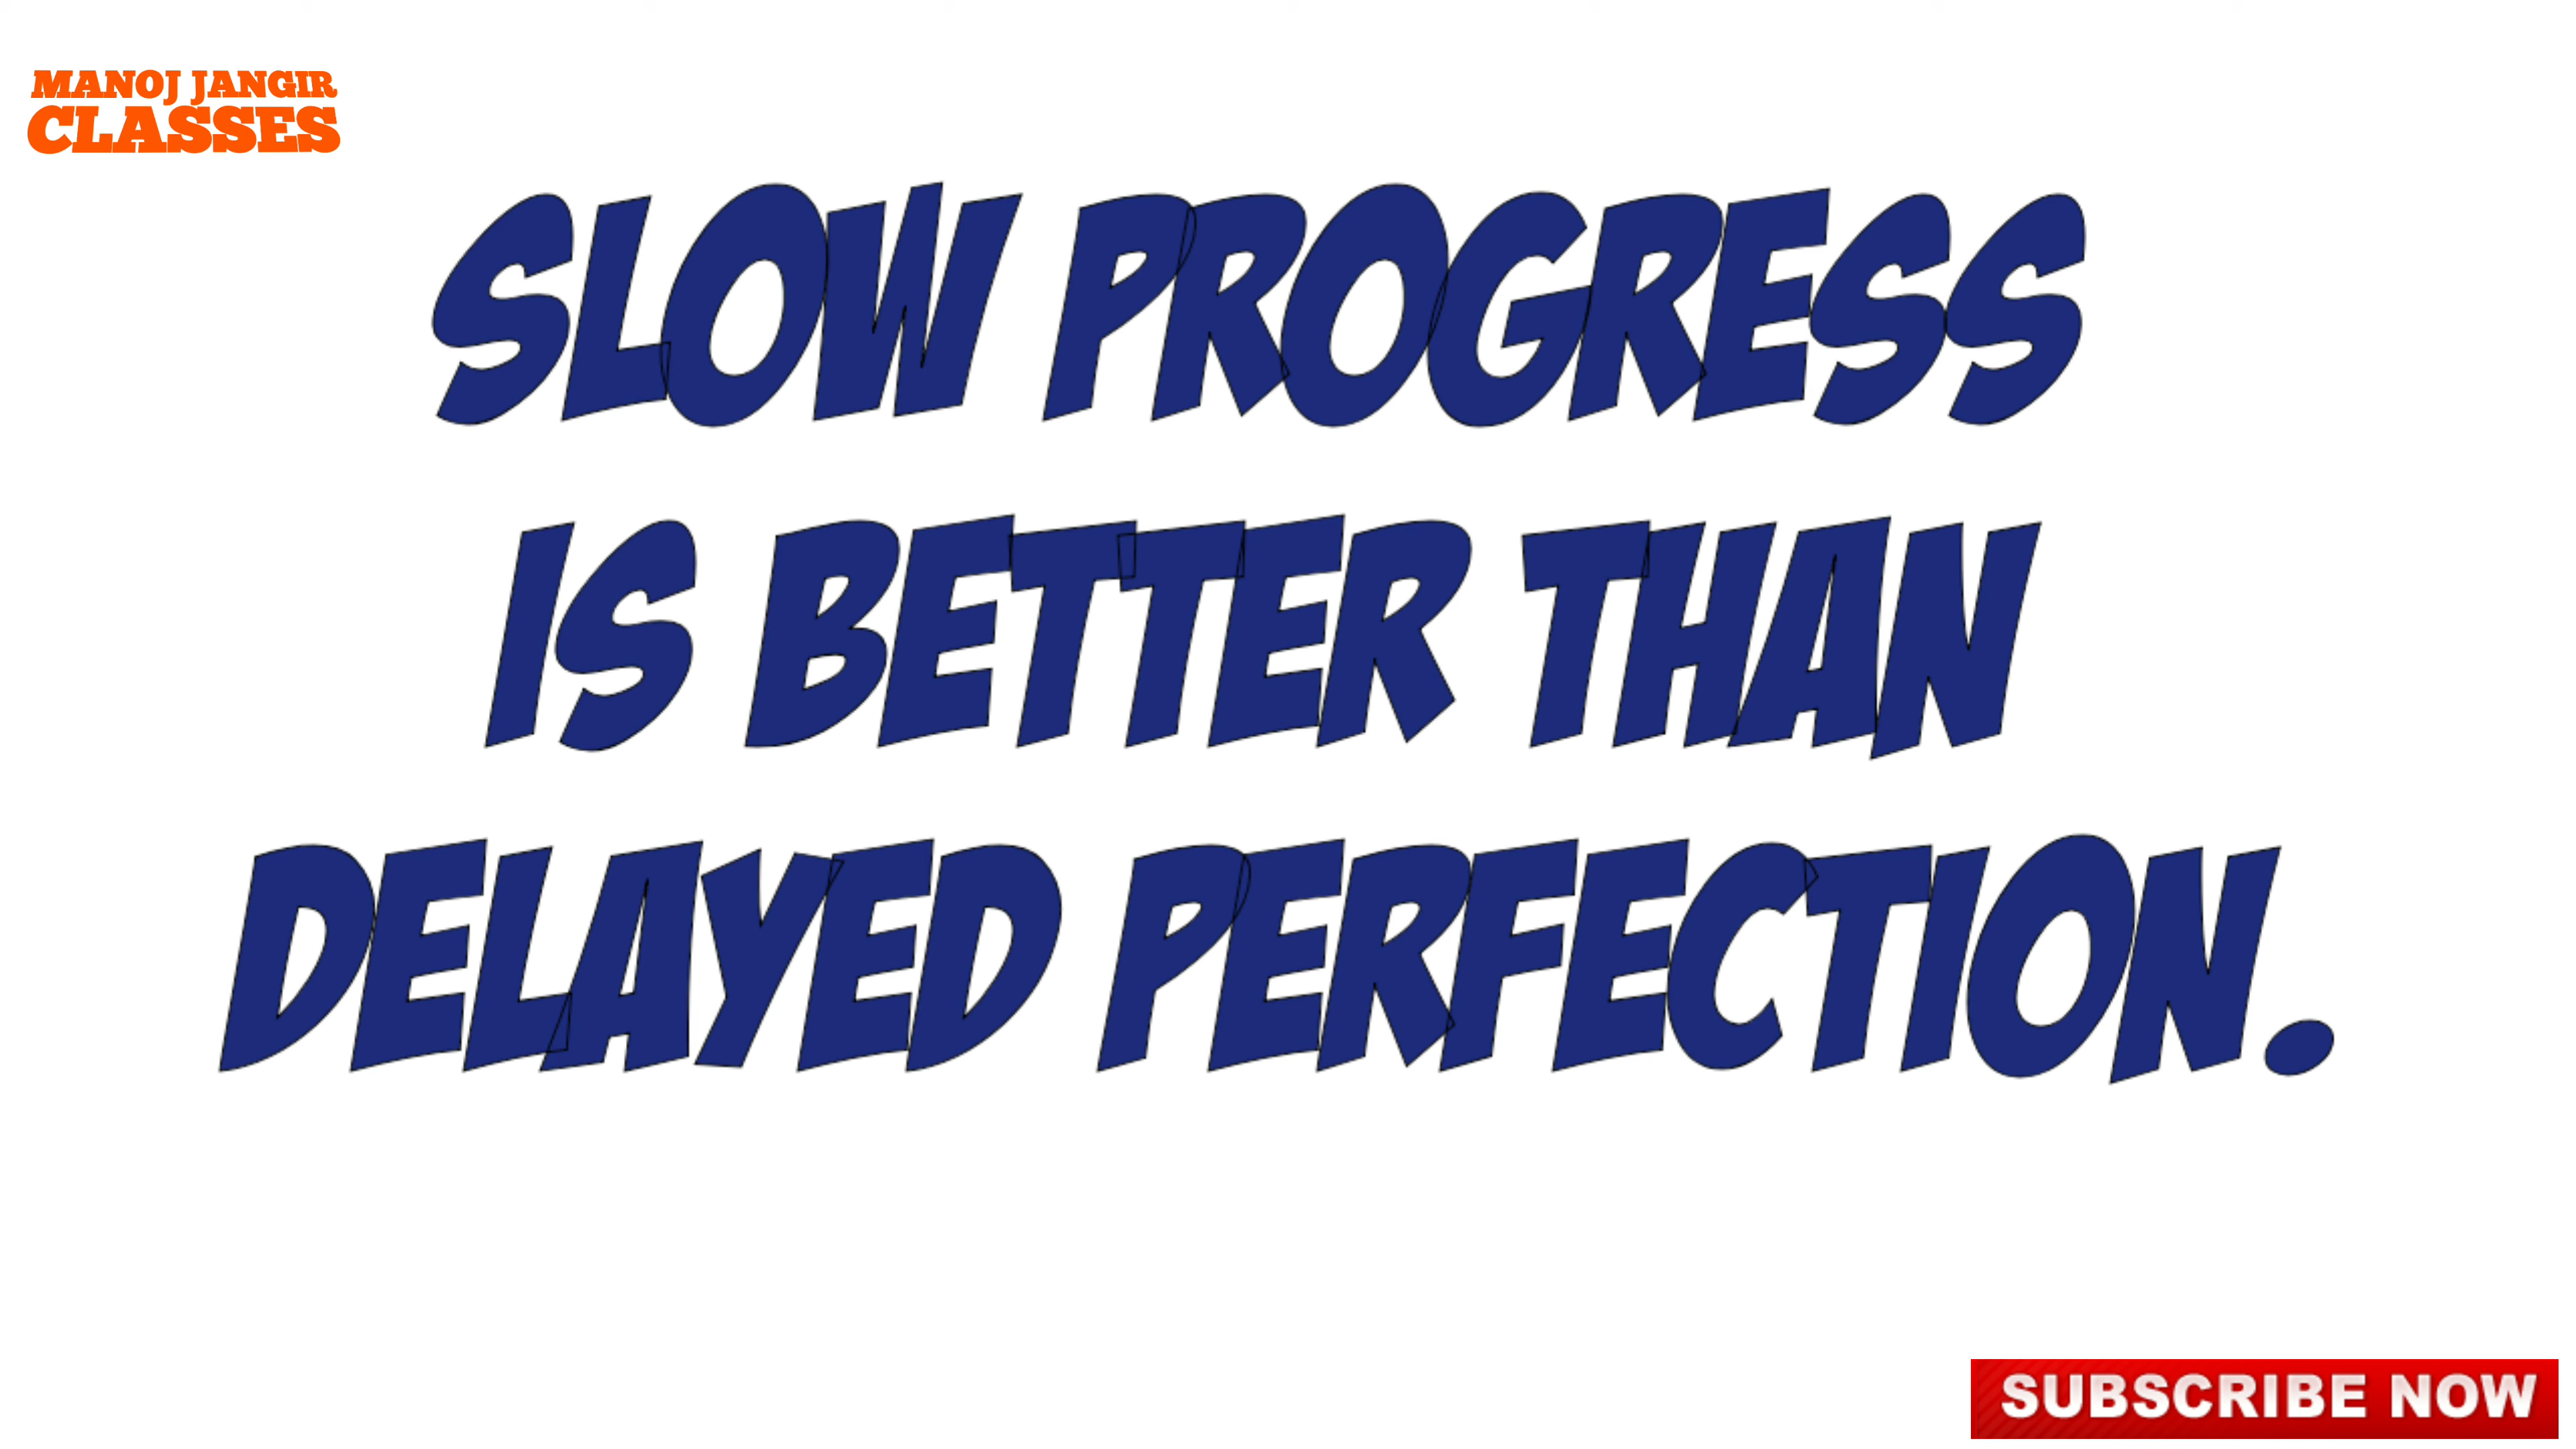 MANOJ JANGIR
CLASSES
SLOW PROGRESS
IS BETTER THAN
DELAYED PERFECTION.
SUBSCRIBE NOW